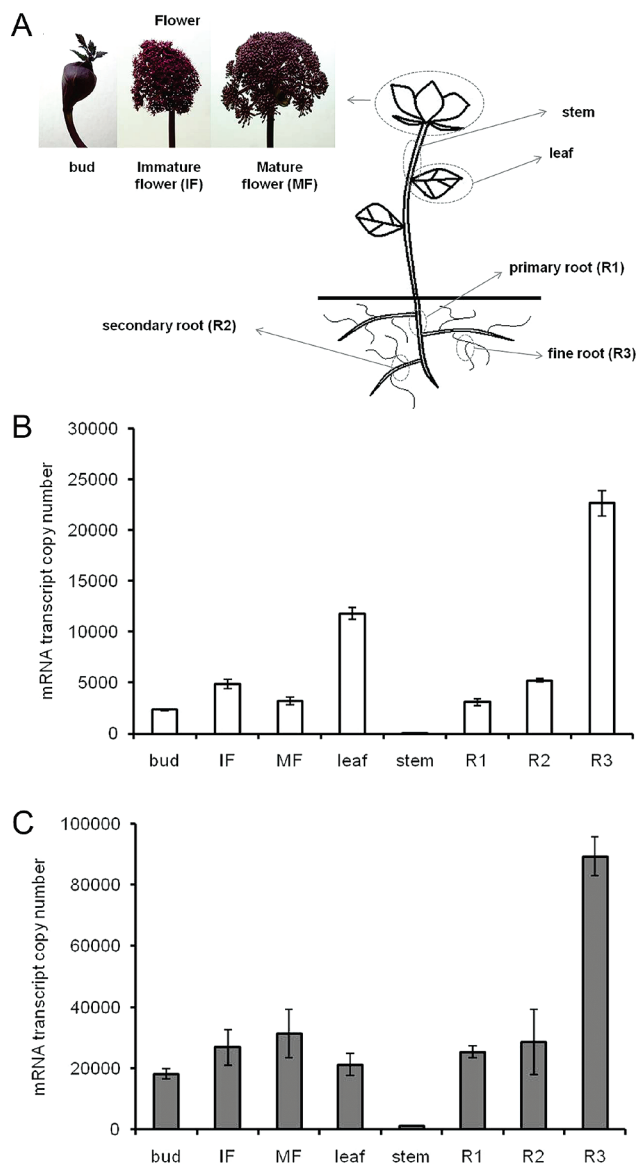 A
Flower
bud
Immature
flower (IF)
Mature
flower (MF)
stem
leaf
primary root (R1)
secondary root (R2)
fine root (R3)
B
mRNA transcript copy number
30000
25000
20000
15000
10000
5000
0
bud IF MF leaf stem R1 R2 R3
C
mRNA transcript copy number
100000
80000
60000
40000
20000
0
bud IF MF leaf stem R1 R2 R3